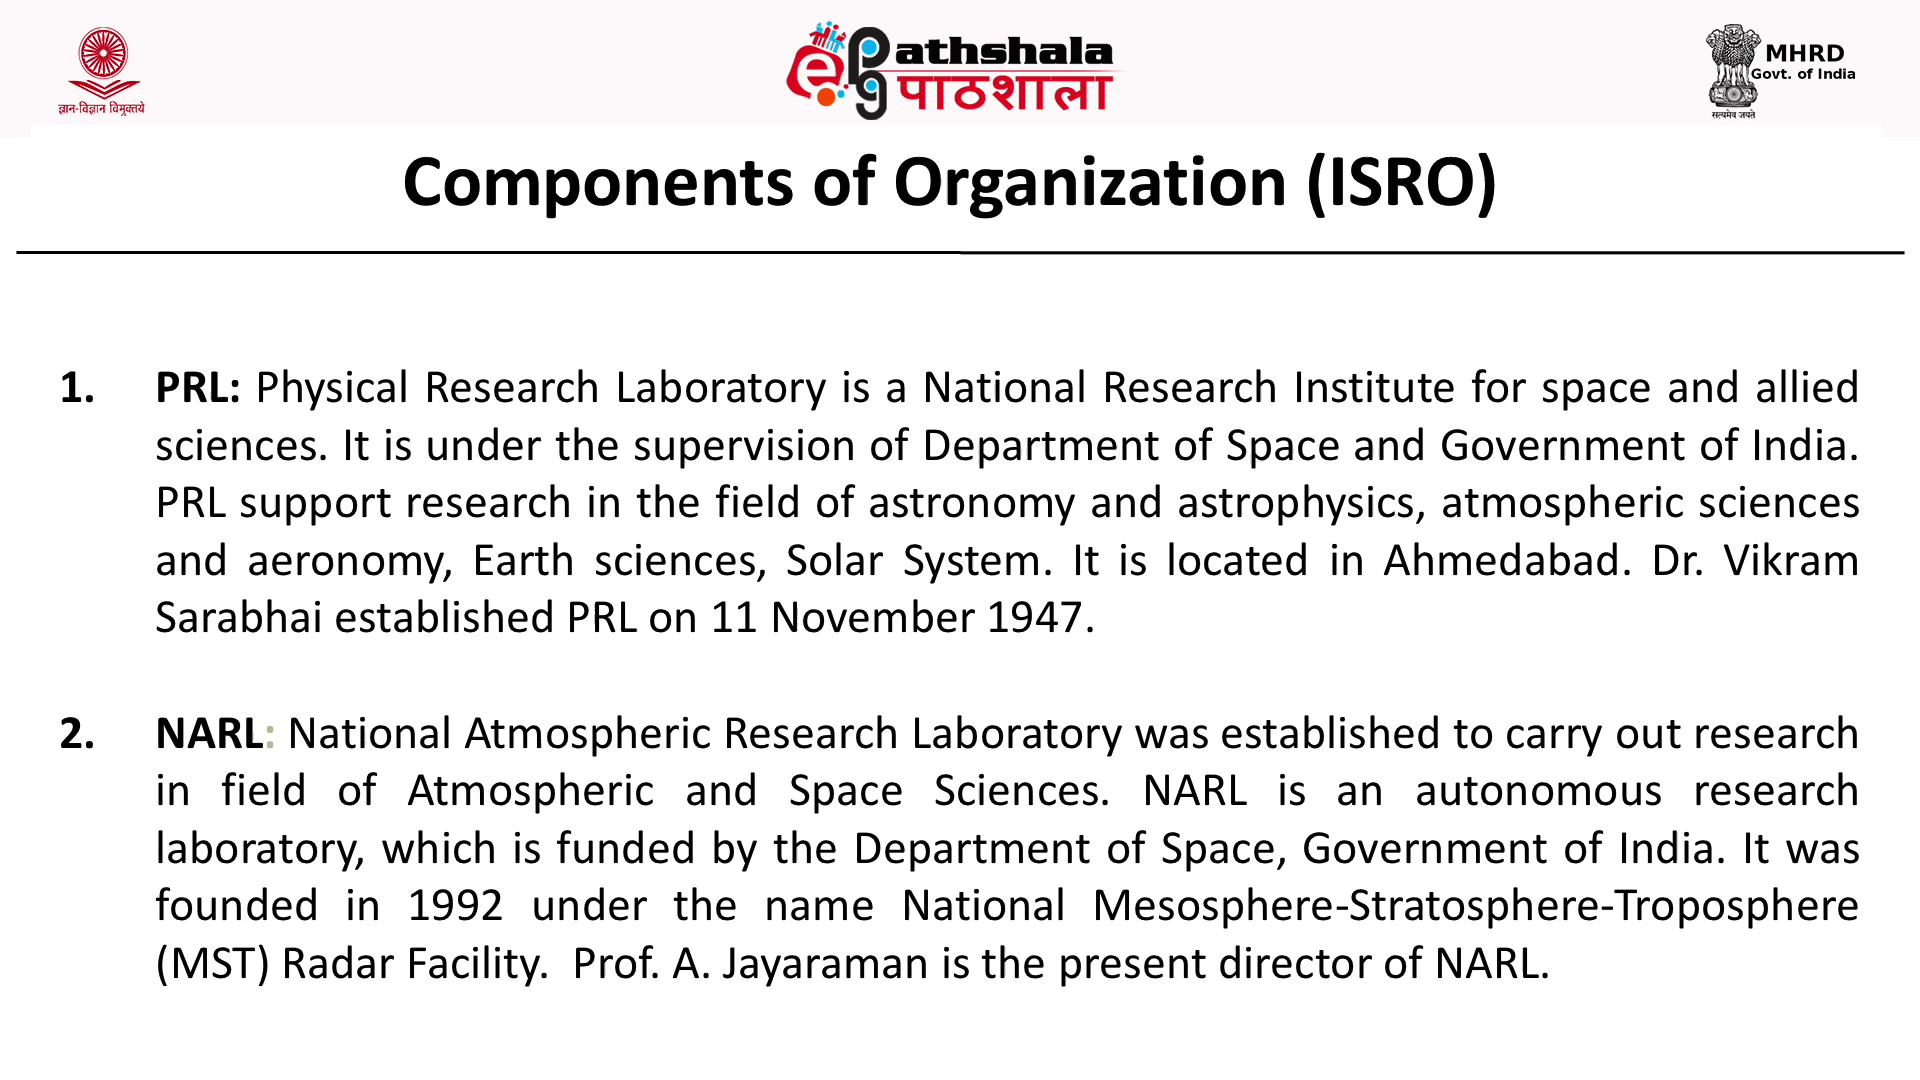 ज्ञान-विज्ञान विमुक्तये
e-Pg
athshala
पाठशाला
MHRD
Govt. of India
सत्यमेव जयते
Components of Organization (ISRO)
1. PRL: Physical Research Laboratory is a National Research Institute for space and allied
sciences. It is under the supervision of Department of Space and Government of India.
PRL support research in the field of astronomy and astrophysics, atmospheric sciences
and aeronomy, Earth sciences, Solar System. It is located in Ahmedabad. Dr. Vikram
Sarabhai established PRL on 11 November 1947.
2. NARL: National Atmospheric Research Laboratory was established to carry out research
in field of Atmospheric and Space Sciences. NARL is an autonomous research
laboratory, which is funded by the Department of Space, Government of India. It was
founded in 1992 under the name National Mesosphere-Stratosphere-Troposphere
(MST) Radar Facility. Prof. A. Jayaraman is the present director of NARL.